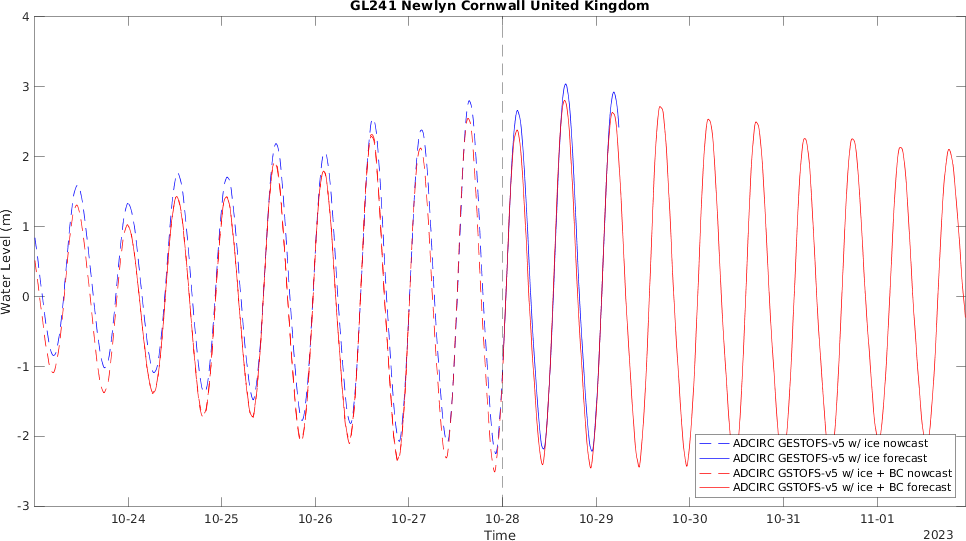 GL241 Newlyn Cornwall United Kingdom
4
3
2
1
0
-1
-2
-3
Water Level (m)
ADCIRC GESTOFS-v5 w/ ice nowcast
ADCIRC GESTOFS-v5 w/ ice forecast
ADCIRC GSTOFS-v5 w/ ice + BC nowcast
ADCIRC GSTOFS-v5 w/ ice + BC forecast
10-24 10-25 10-26 10-27 10-28 10-29 10-30 10-31 11-01
Time
2023